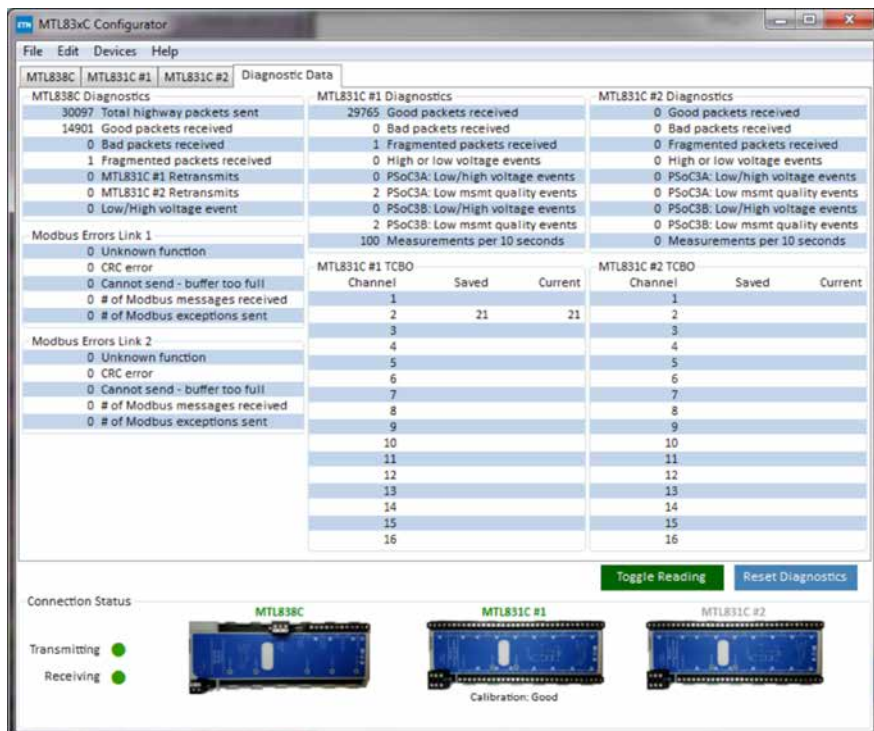 ETN MTL83xC Configurator
File Edit Devices Help
MTL838C MTL831C #1 MTL831C #2 Diagnostic Data
MTL838C Diagnostics
30097 Total highway packets sent
14901 Good packets received
0 Bad packets received
1 Fragmented packets received
0 MTL831C #1 Retransmits
0 MTL831C #2 Retransmits
0 Low/High voltage event
Modbus Errors Link 1
0 Unknown function
0 CRC error
0 Cannot send - buffer too full
0 # of Modbus messages received
0 # of Modbus exceptions sent
Modbus Errors Link 2
0 Unknown function
0 CRC error
0 Cannot send - buffer too full
0 # of Modbus messages received
0 # of Modbus exceptions sent
MTL831C #1 Diagnostics
29765 Good packets received
0 Bad packets received
1 Fragmented packets received
0 High or low voltage events
0 PSoC3A: Low/high voltage events
2 PSoC3A: Low msmt quality events
0 PSoC3B: Low/High voltage events
2 PSoC3B: Low msmt quality events
100 Measurements per 10 seconds
MTL831C #1 TCBO
Channel Saved Current
1
2 21 21
3
4
5
6
7
8
9
10
11
12
13
14
15
16
MTL831C #2 Diagnostics
0 Good packets received
0 Bad packets received
0 Fragmented packets received
0 High or low voltage events
0 PSoC3A: Low/high voltage events
0 PSoC3A: Low msmt quality events
0 PSoC3B: Low/High voltage events
0 PSoC3B: Low msmt quality events
0 Measurements per 10 seconds
MTL831C #2 TCBO
Channel Saved Current
1
2
3
4
5
6
7
8
9
10
11
12
13
14
15
16
Toggle Reading Reset Diagnostics
Connection Status
MTL838C MTL831C #1 MTL831C #2
Transmitting
Receiving
Calibration: Good